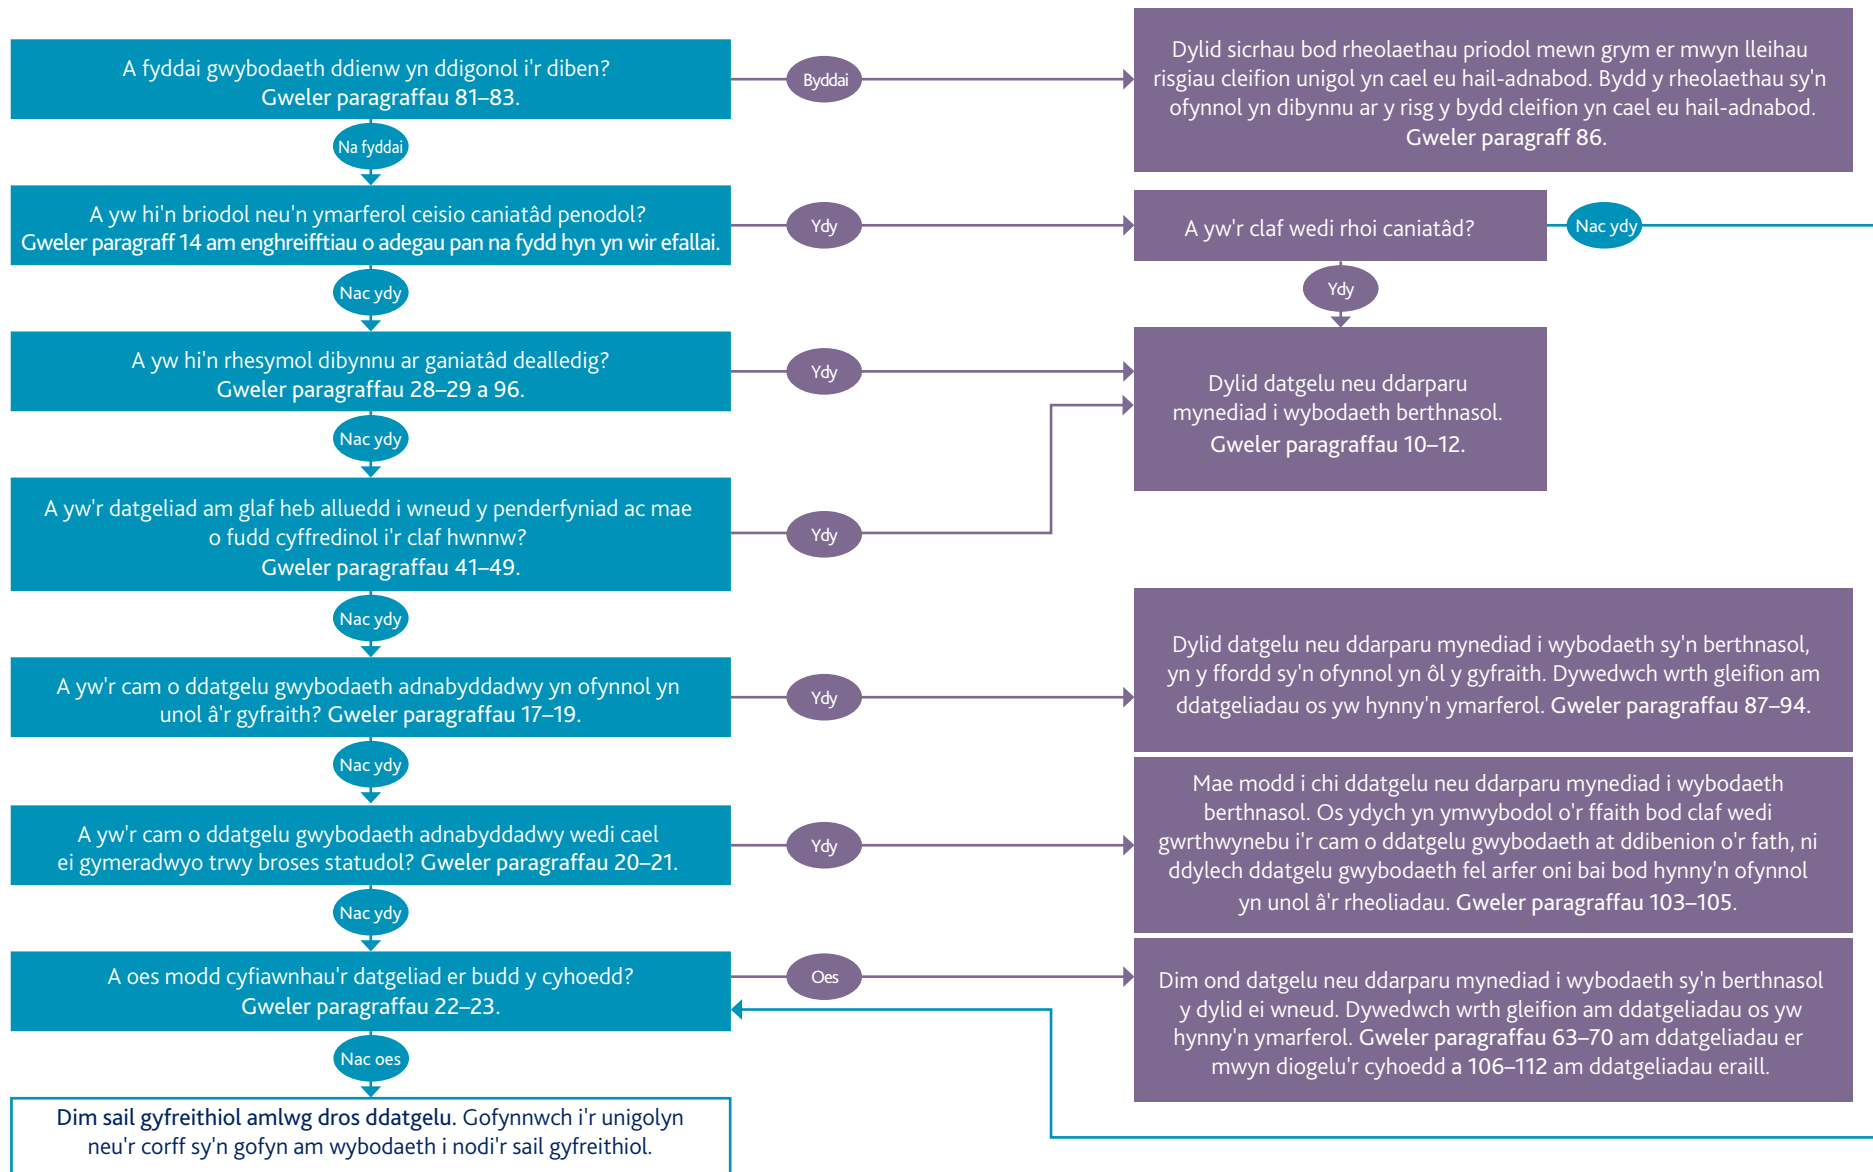 A fyddai gwybodaeth ddienw yn ddigonol i'r diben?
Gweler paragraffau 81–83.
Byddai
Dylid sicrhau bod rheolaethau priodol mewn grym er mwyn lleihau
risgiau cleifion unigol yn cael eu hail-adnabod. Bydd y rheolaethau sy'n
ofynnol yn dibynnu ar y risg y bydd cleifion yn cael eu hail-adnabod.
Gweler paragraff 86.
Na fyddai
A yw hi'n briodol neu'n ymarferol ceisio caniatâd penodol?
Gweler paragraff 14 am enghreifftiau o adegau pan na fydd hyn yn wir efallai.
Ydy
A yw'r claf wedi rhoi caniatâd?
Nac ydy
Ydy
Nac ydy
A yw hi'n rhesymol dibynnu ar ganiatâd dealledig?
Gweler paragraffau 28–29 a 96.
Ydy
Dylid datgelu neu ddarparu
mynediad i wybodaeth berthnasol.
Gweler paragraffau 10–12.
Nac ydy
A yw'r datgeliad am glaf heb alluedd i wneud y penderfyniad ac mae
o fudd cyffredinol i'r claf hwnnw?
Gweler paragraffau 41–49.
Ydy
Nac ydy
A yw'r cam o ddatgelu gwybodaeth adnabyddadwy yn ofynnol yn
unol â'r gyfraith? Gweler paragraffau 17–19.
Ydy
Dylid datgelu neu ddarparu mynediad i wybodaeth sy'n berthnasol,
yn y ffordd sy'n ofynnol yn ôl y gyfraith. Dywedwch wrth gleifion am
ddatgeliadau os yw hynny'n ymarferol. Gweler paragraffau 87–94.
Nac ydy
A yw'r cam o ddatgelu gwybodaeth adnabyddadwy wedi cael
ei gymeradwyo trwy broses statudol? Gweler paragraffau 20–21.
Ydy
Mae modd i chi ddatgelu neu ddarparu mynediad i wybodaeth
berthnasol. Os ydych yn ymwybodol o'r ffaith bod claf wedi
gwrthwynebu i'r cam o ddatgelu gwybodaeth at ddibenion o'r fath, ni
ddylech ddatgelu gwybodaeth fel arfer oni bai bod hynny'n ofynnol
yn unol â'r rheoliadau. Gweler paragraffau 103–105.
Nac ydy
A oes modd cyfiawnhau'r datgeliad er budd y cyhoedd?
Gweler paragraffau 22–23.
Oes
Dim ond datgelu neu ddarparu mynediad i wybodaeth sy'n berthnasol
y dylid ei wneud. Dywedwch wrth gleifion am ddatgeliadau os yw
hynny'n ymarferol. Gweler paragraffau 63–70 am ddatgeliadau er
mwyn diogelu'r cyhoedd a 106–112 am ddatgeliadau eraill.
Nac oes
Dim sail gyfreithiol amlwg dros ddatgelu. Gofynnwch i'r unigolyn
neu'r corff sy'n gofyn am wybodaeth i nodi'r sail gyfreithiol.